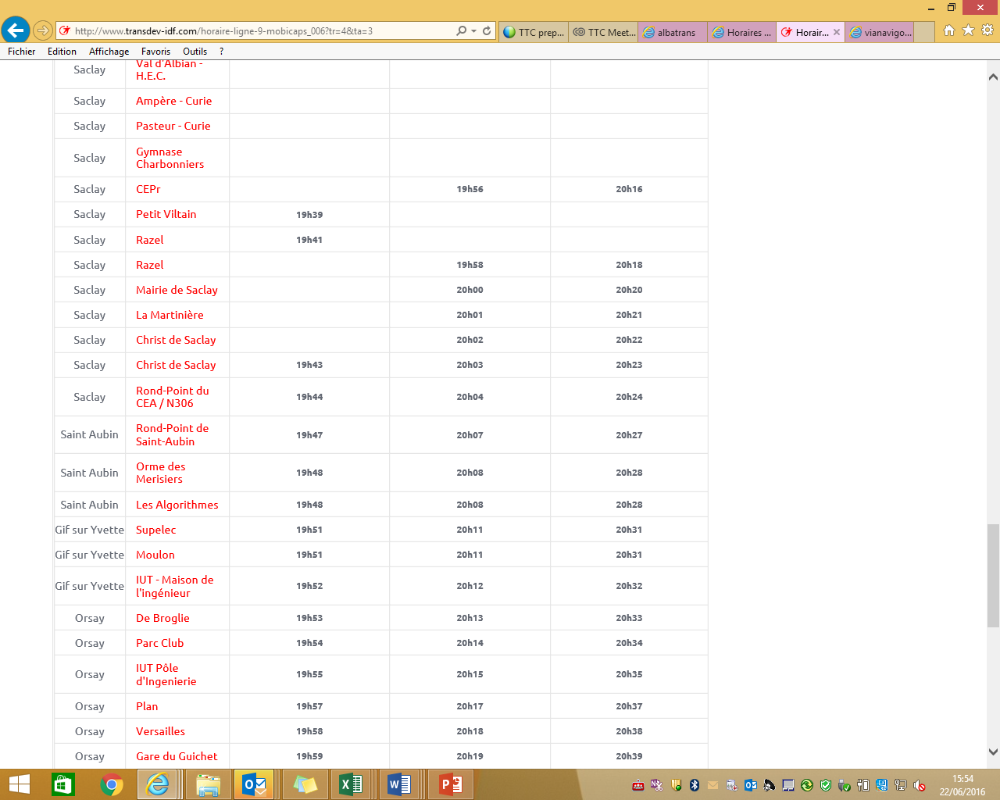 http://www.transdev-idf.com/horaire-ligne-9-mobicaps_006?tr=4&ta=3
TTC prep...
TTC Meet...
albatrans
Horaires ...
Horair...
vianavigo...
Fichier Edition Affichage Favoris Outils ?
Saclay Val d'Albian -
H.E.C.
Saclay Ampère - Curie
Saclay Pasteur - Curie
Saclay Gymnase
Charbonniers
Saclay CEPr 19h56 20h16
Saclay Petit Viltain 19h39
Saclay Razel 19h41
Saclay Razel 19h58 20h18
Saclay Mairie de Saclay 20h00 20h20
Saclay La Martinière 20h01 20h21
Saclay Christ de Saclay 20h02 20h22
Saclay Christ de Saclay 19h43 20h03 20h23
Saclay Rond-Point du
CEA / N306 19h44 20h04 20h24
Saint Aubin Rond-Point de
Saint-Aubin 19h47 20h07 20h27
Saint Aubin Orme des
Merisiers 19h48 20h08 20h28
Saint Aubin Les Algorithmes 19h48 20h08 20h28
Gif sur Yvette Supelec 19h51 20h11 20h31
Gif sur Yvette Moulon 19h51 20h11 20h31
Gif sur Yvette IUT - Maison de
l'ingénieur 19h52 20h12 20h32
Orsay De Broglie 19h53 20h13 20h33
Orsay Parc Club 19h54 20h14 20h34
Orsay IUT Pôle
d'Ingenierie 19h55 20h15 20h35
Orsay Plan 19h57 20h17 20h37
Orsay Versailles 19h58 20h18 20h38
Orsay Gare du Guichet 19h59 20h19 20h39
15:54
22/06/2016